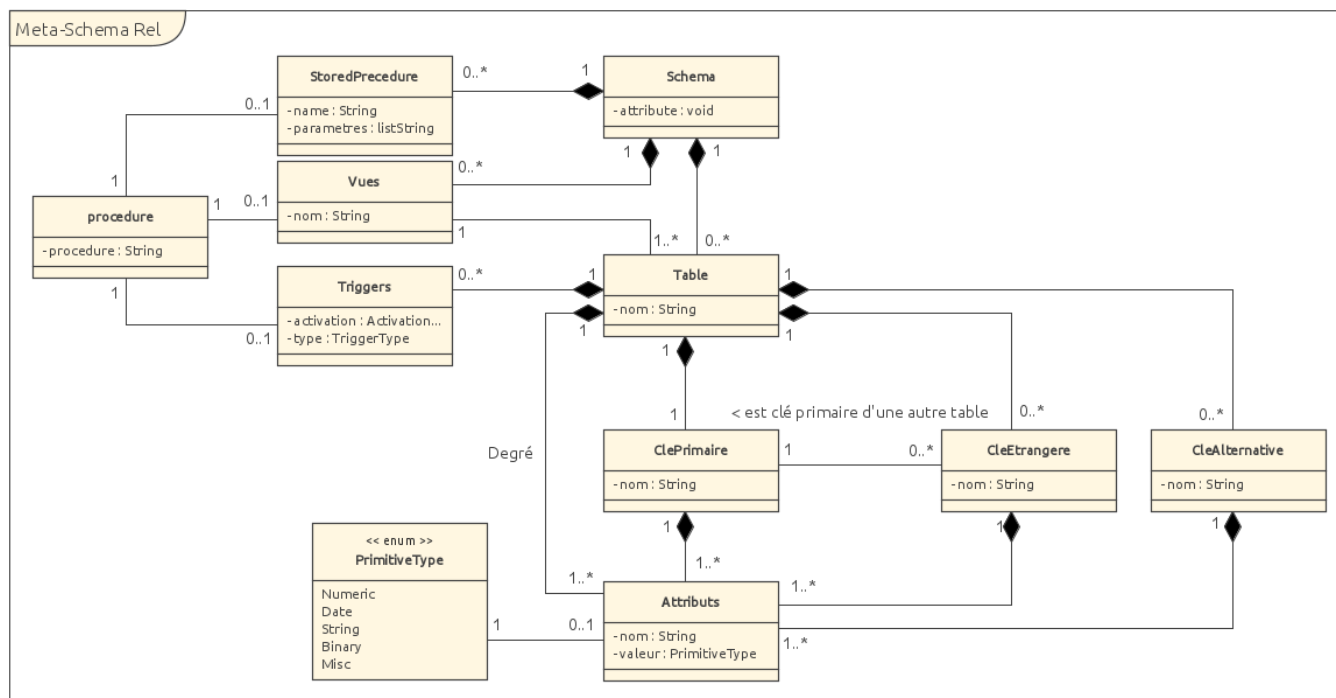 Meta-Schema Rel
StoredPrecedure
- name : String
- parametres : listString
0..*
1
Schema
- attribute : void
0..1
1
1
0..*
Vues
- nom : String
1
0..1
1
procedure
- procedure : String
1
1
1..*
0..*
Table
- nom : String
Triggers
- activation : Activation...
- type : TriggerType
0..*
1
1
0..1
1
1
1
Degré
1
< est clé primaire d'une autre table
0..*
0..*
ClePrimaire
- nom : String
1
0..*
CleEtrangere
- nom : String
CleAlternative
- nom : String
1
1
1
<< enum >>
PrimitiveType
Numeric
Date
String
Binary
Misc
1..*
1..*
1..*
Attributs
- nom : String
- valeur : PrimitiveType
1
0..1
1..*